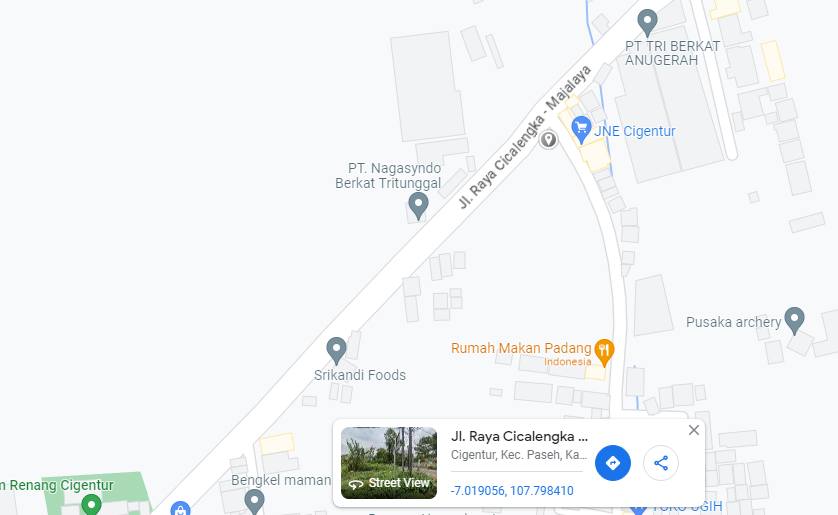 PT TRI BERKAT
ANUGERAH
Jl. Raya Cicalengka - Majalaya
JNE Cigentur
PT. Nagasyndo
Berkat Tritunggal
Pusaka archery
Rumah Makan Padang
Indonesia
Srikandi Foods
Jl. Raya Cicalengka ...
Cigentur, Kec. Paseh, Ka...
Street View
-7.019056, 107.798410
Bengkel maman
m Renang Cigentur
TOKO UGIH